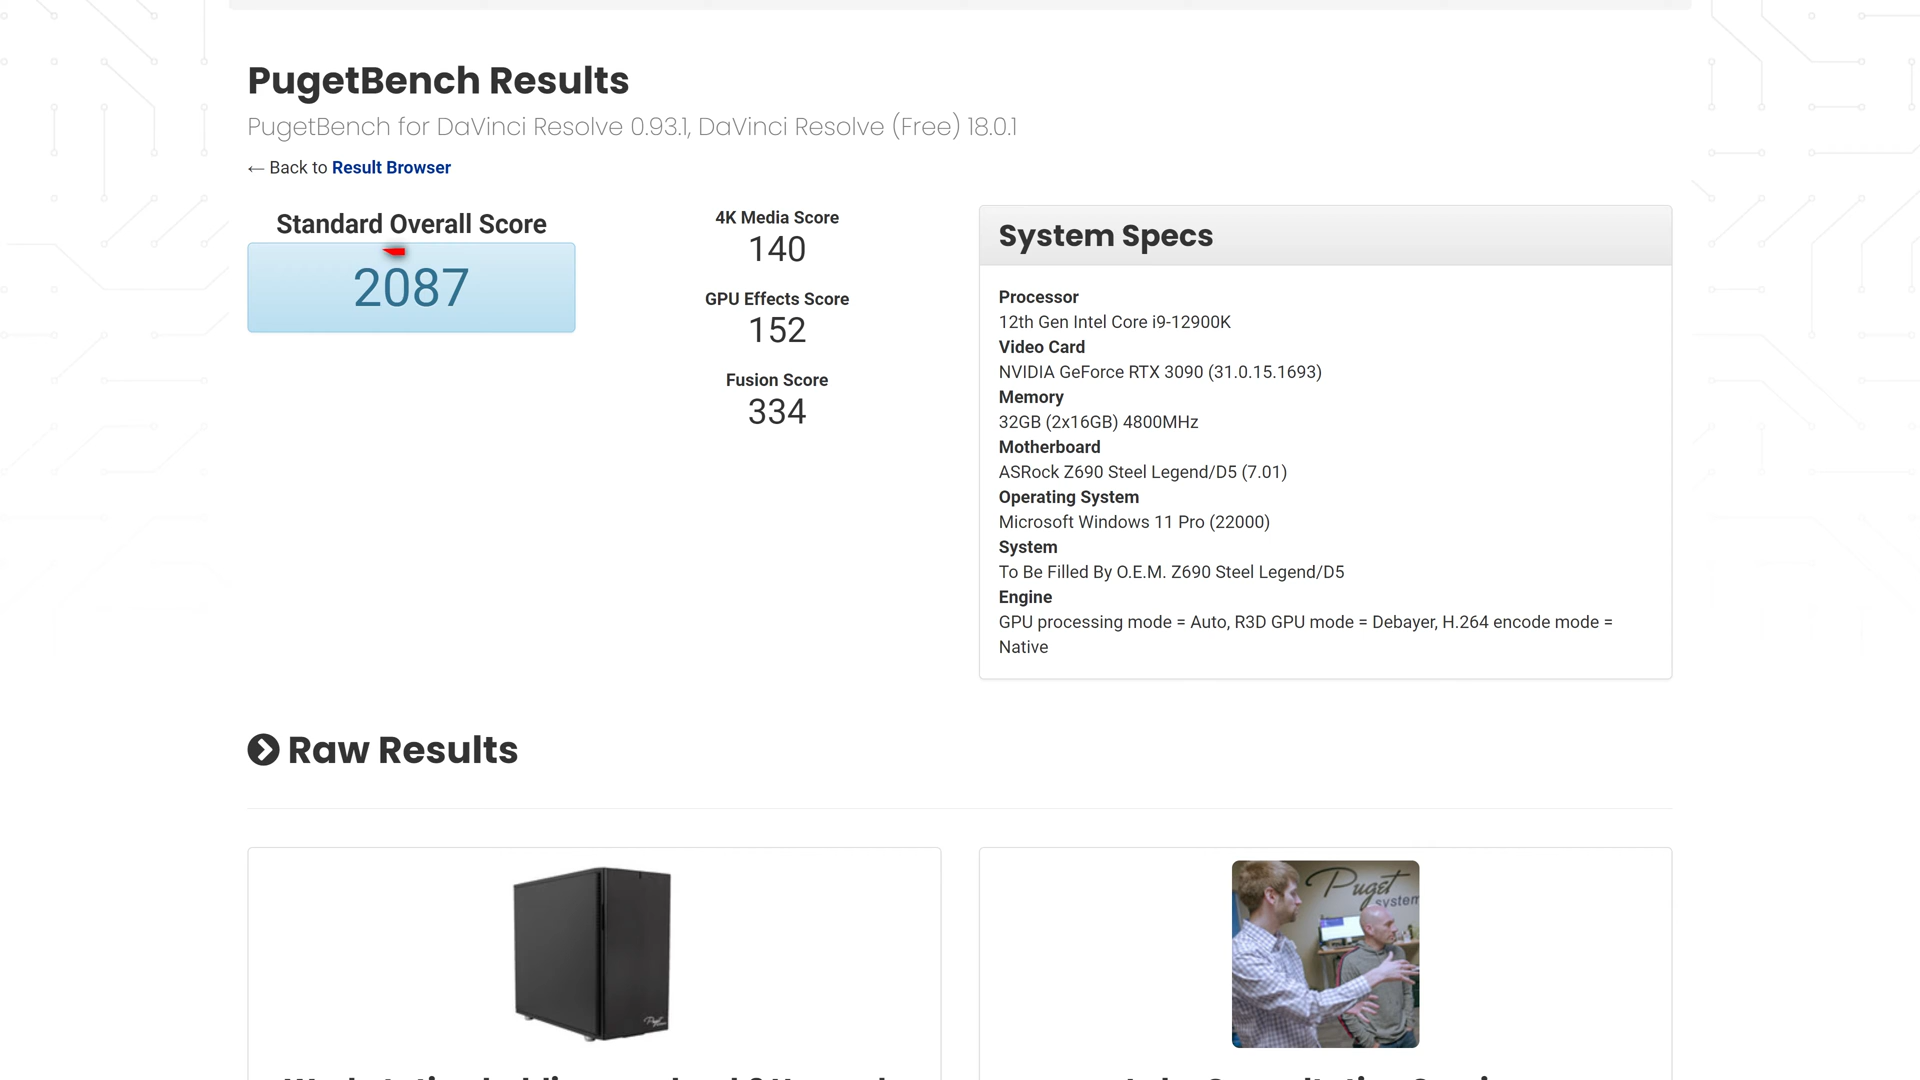 PugetBench Results
PugetBench for DaVinci Resolve 0.93.1, DaVinci Resolve (Free) 18.0.1
← Back to Result Browser
Standard Overall Score
2087
4K Media Score
140
GPU Effects Score
152
Fusion Score
334
System Specs
Processor
12th Gen Intel Core i9-12900K
Video Card
NVIDIA GeForce RTX 3090 (31.0.15.1693)
Memory
32GB (2x16GB) 4800MHz
Motherboard
ASRock Z690 Steel Legend/D5 (7.01)
Operating System
Microsoft Windows 11 Pro (22000)
System
To Be Filled By O.E.M. Z690 Steel Legend/D5
Engine
GPU processing mode = Auto, R3D GPU mode = Debayer, H.264 encode mode =
Native
Raw Results
Puget
Puget
system